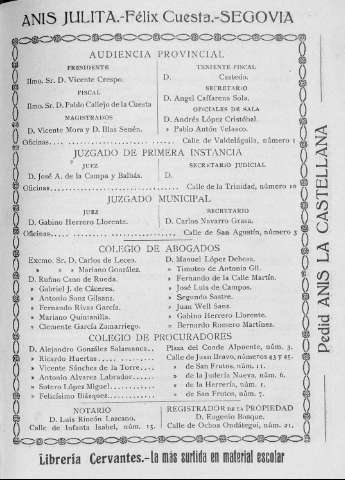 ANIS JULITA.-Félix Cuesta.-SEGOVIA
AUDIENCIA PROVINCIAL
PRESIDENTE
Ilmo. Sr. D. Vicente Crespo.
FISCAL
Ilmo. Sr. D. Pablo Callejo de la Cuesta
MAGISTRADOS
D. Vicente Mora y D. Blas Senén.
TENIENTE FISCAL
D. Casterio.
SECRETARIO
D. Angel Caffarena Sola.
OFICIALES DE SALA
D. Andrés López Cristóbal.
» Pablo Antón Velasco.
Oficinas Calle de Valdeláguila, número 1
JUZGADO DE PRIMERA INSTANCIA
JUEZ
D. José A. de la Campa y Balbás.
SECRETARIO JUDICIAL
D.
Oficinas Calle de la Trinidad, número 10
JUZGADO MUNICIPAL
JUEZ
D. Gabino Herrero Llorente.
SECRETARIO
D. Carlos Navarro Grasa.
Oficinas Calle de San Agustín, número 3
COLEGIO DE ABOGADOS
Excmo. Sr. D. Carlos de Lecea.
» » » Mariano González.
D. Rufino Cano de Rueda.
» Gabriel J. de Cáceres.
» Antonio Sanz Gilsanz.
» Fernando Rivas García.
» Mariano Quintanilla.
» Clemente García Zamarriego.
D. Manuel López Dehesa.
» Timoteo de Antonio Gil.
» Fernando de la Calle Martín.
» José Luis de Campos.
» Segundo Sastre.
» Juan Well Saez.
» Gabino Herrero Llorente.
» Bernardo Romero Martínez.
COLEGIO DE PROCURADORES
D. Alejandro González Salamanca Plaza del Conde Alpuente, núm. 3.
» Ricardo Huertas Calle de Juan Bravo, números 43 y 45.
» Vicente Sánchez de la Torre » de San Frutos, núm. 11.
» Antonio Alvarez Labrador » de la Judería Nueva, núm. 6.
» Sotero López Miguel » de la Herrería, núm. 1.
» Felicísimo Blázquez » de San Frutos, núm. 7.
NOTARIO
D. Luis Rincón Lazcano.
Calle de Infanta Isabel, núm. 13.
REGISTRADOR DE LA PROPIEDAD
D. Eugenio Bosque.
Calle de Ochoa Ondátegui, núm. 21.
Pedid ANIS LA CASTELLANA
Librería Cervantes.-La más surtida en material escolar